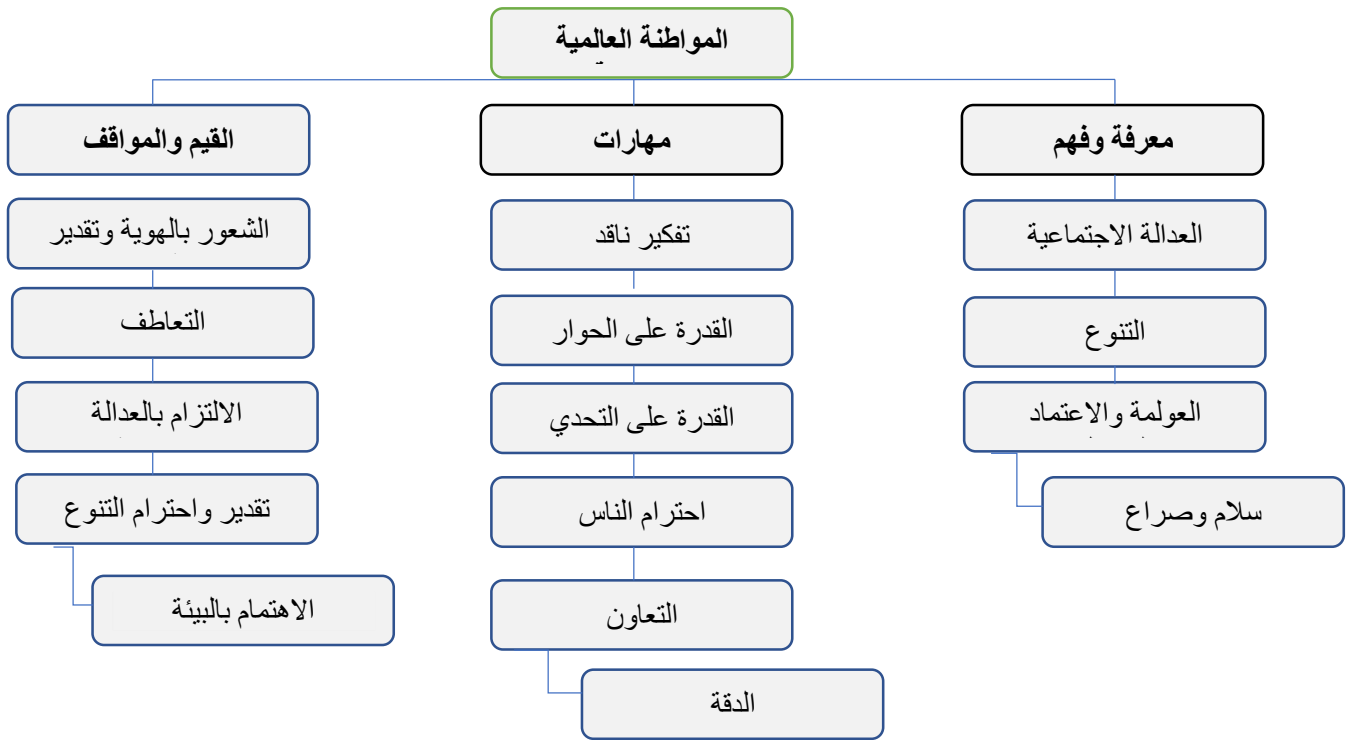 المواطنة العالمية
معرفة وفهم
مهارات
القيم والمواقف
العدالة الاجتماعية
التنوع
العولمة والاعتماد
سلام وصراع
تفكير ناقد
القدرة على الحوار
القدرة على التحدي
احترام الناس
التعاون
الدقة
الشعور بالهوية وتقدير
التعاطف
الالتزام بالعدالة
تقدير واحترام التنوع
الاهتمام بالبيئة